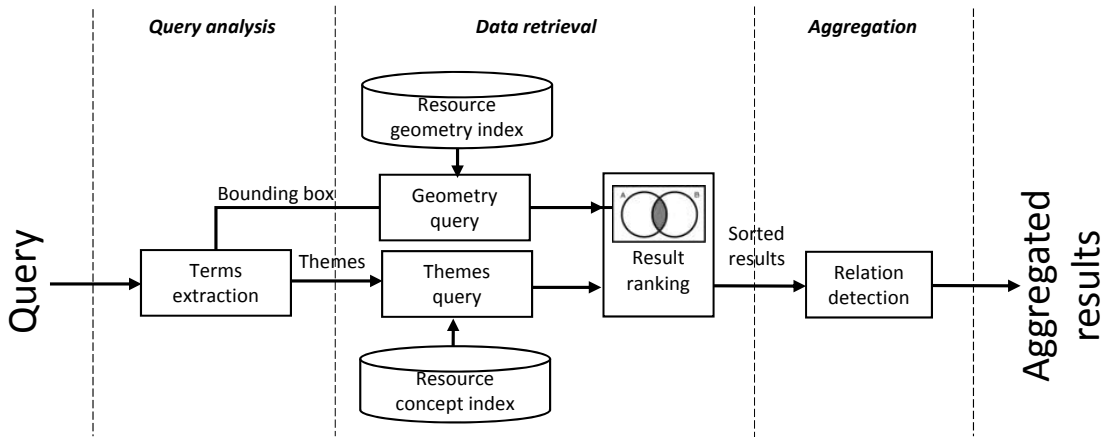 Query analysis
Data retrieval
Aggregation
Resource
geometry index
Bounding box
Geometry
query
A
B
Query
Terms
extraction
Themes
Themes
query
Result
ranking
Sorted
results
Relation
detection
Aggregated
results
Resource
concept index